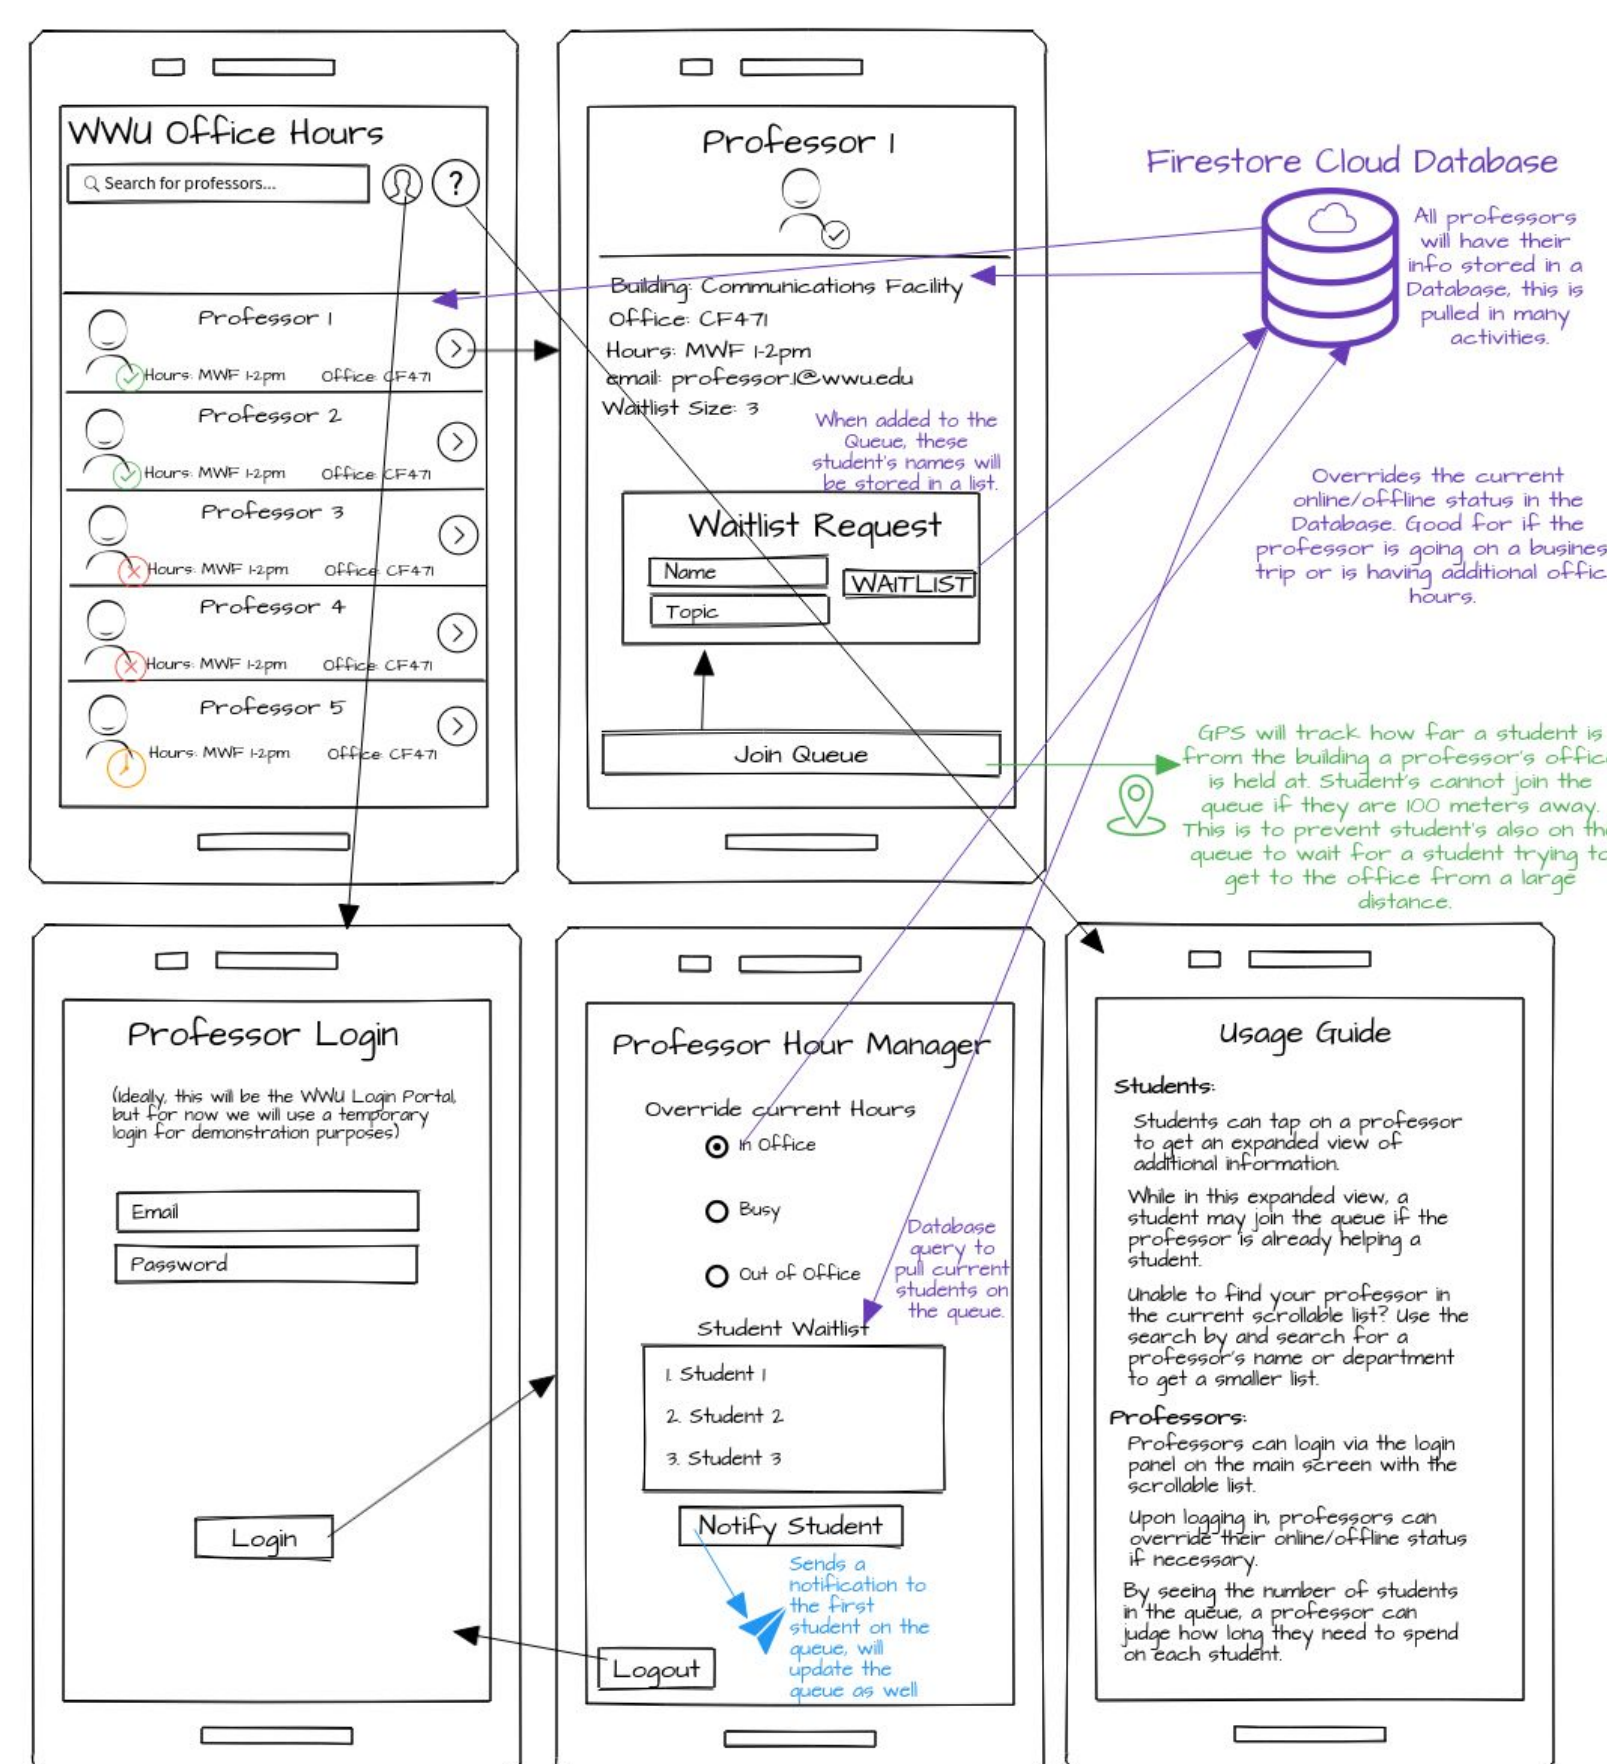 WWU Office Hours
Search for professors...
?
Professor 1
Hours: MWF 1-2pm Office: CF471
Professor 2
Hours: MWF 1-2pm Office: CF471
Professor 3
Hours: MWF 1-2pm Office: CF471
Professor 4
Hours: MWF 1-2pm Office: CF471
Professor 5
Hours: MWF 1-2pm Office: CF471
Professor 1
Building: Communications Facility
Office: CF471
Hours: MWF 1-2pm
email: professor.1@wwu.edu
Waitlist Size: 3
When added to the
Queue, these
student's names will
be stored in a list.
Waitlist Request
Name
WAITLIST
Topic
Join Queue
Firestore Cloud Database
All professors
will have their
info stored in a
Database, this is
pulled in many
activities.
Overrides the current
online/offline status in the
Database. Good for if the
professor is going on a busines
trip or is having additional offic
hours.
GPS will track how far a student is
from the building a professor's offic
is held at. Student's cannot join the
queue if they are 100 meters away.
This is to prevent student's also on th
queue to wait for a student trying to
get to the office from a large
distance.
Professor Login
(Ideally, this will be the WWU Login Portal,
but for now we will use a temporary
login for demonstration purposes)
Email
Password
Login
Professor Hour Manager
Override current Hours
In Office
Busy
Out of Office
Database
query to
pull current
students on
the queue.
Student Waitlist
1. Student 1
2. Student 2
3. Student 3
Notify Student
Sends a
notification to
the first
student on the
queue, will
update the
queue as well
Logout
Usage Guide
Students:
Students can tap on a professor
to get an expanded view of
additional information.
While in this expanded view, a
student may join the queue if the
professor is already helping a
student.
Unable to find your professor in
the current scrollable list? Use the
search by and search for a
professor's name or department
to get a smaller list.
Professors:
Professors can login via the login
panel on the main screen with the
scrollable list.
Upon logging in, professors can
override their online/offline status
if necessary.
By seeing the number of students
in the queue, a professor can
judge how long they need to spend
on each student.